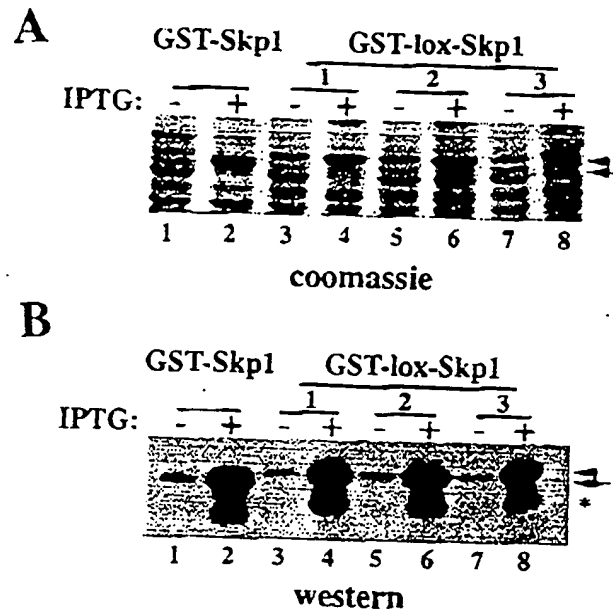 A
GST-Skp1 GST-lox-Skp1
1 2 3
IPTG: - + - + - + - +
1 2 3 4 5 6 7 8
coomassie
B
GST-Skp1 GST-lox-Skp1
1 2 3
IPTG: - + - + - + - +
*
1 2 3 4 5 6 7 8
western